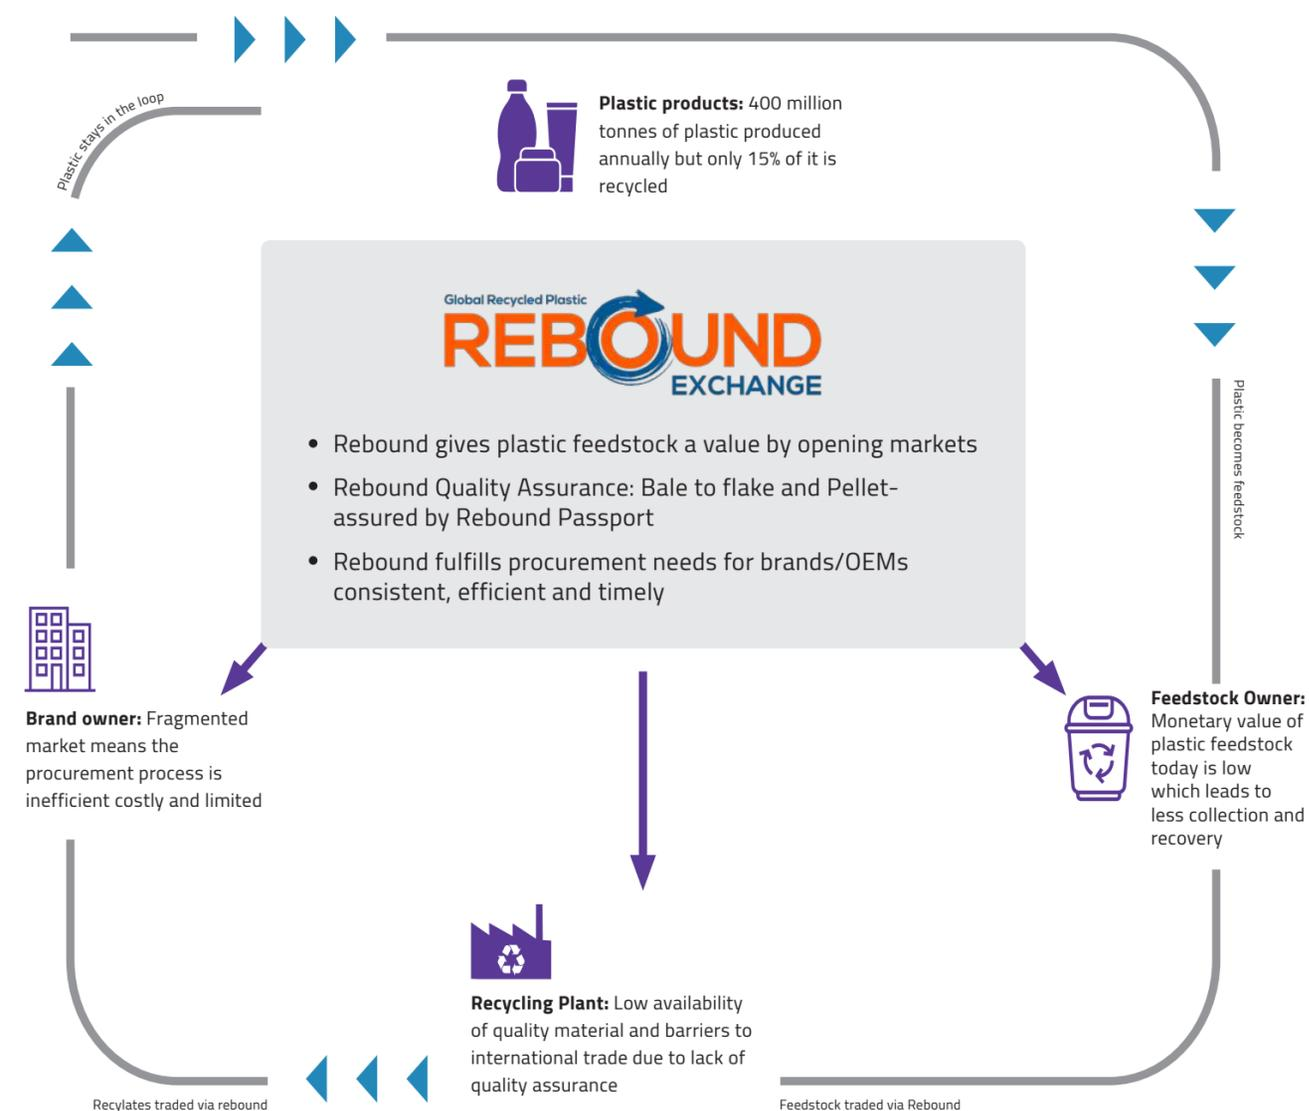 Plastic stays in the loop
Plastic products: 400 million
tonnes of plastic produced
annually but only 15% of it is
recycled
Global Recycled Plastic
REBOUND
EXCHANGE
• Rebound gives plastic feedstock a value by opening markets
• Rebound Quality Assurance: Bale to flake and Pellet-
assured by Rebound Passport
• Rebound fulfills procurement needs for brands/OEMs
consistent, efficient and timely
Plastic becomes feedstock
Brand owner: Fragmented
market means the
procurement process is
inefficient costly and limited
Feedstock Owner:
Monetary value of
plastic feedstock
today is low
which leads to
less collection and
recovery
Recycling Plant: Low availability
of quality material and barriers to
international trade due to lack of
quality assurance
Recylates traded via rebound
Feedstock traded via Rebound